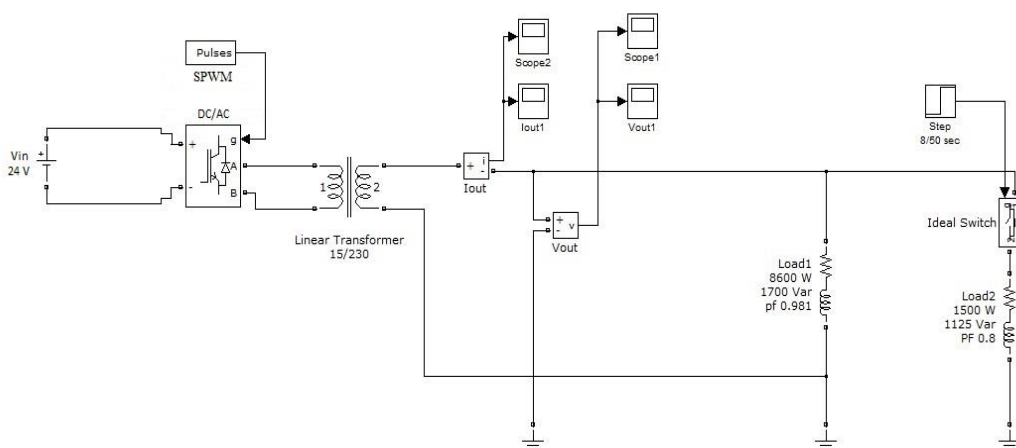 Pulses
SPWM
DC/AC
g
+
A
-
B
Vin
24 V
+
1
2
Linear Transformer
15/230
+
i
-
Iout
Scope2
Iout1
Scope1
Vout1
+
-
v
Vout
Step
8/50 sec
Ideal Switch
1
2
Load1
8600 W
1700 Var
pf 0.981
Load2
1500 W
1125 Var
PF 0.8